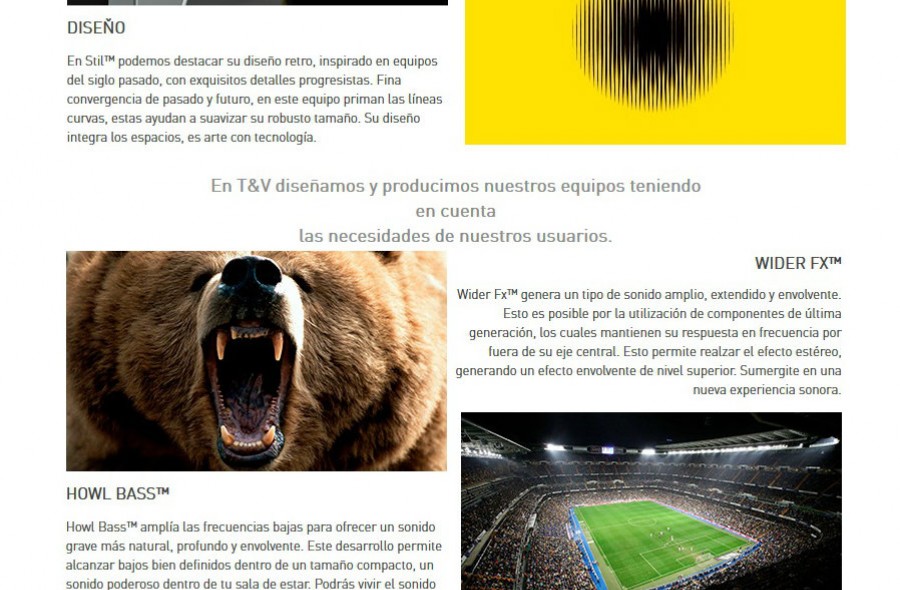 DISEÑO
En Stil™ podemos destacar su diseño retro, inspirado en equipos
del siglo pasado, con exquisitos detalles progresistas. Fina
convergencia de pasado y futuro, en este equipo priman las líneas
curvas, estas ayudan a suavizar su robusto tamaño. Su diseño
integra los espacios, es arte con tecnología.
En T&V diseñamos y producimos nuestros equipos teniendo
en cuenta
las necesidades de nuestros usuarios.
WIDER FX™
Wider Fx™ genera un tipo de sonido amplio, extendido y envolvente.
Esto es posible por la utilización de componentes de última
generación, los cuales mantienen su respuesta en frecuencia por
fuera de su eje central. Esto permite realzar el efecto estéreo,
generando un efecto envolvente de nivel superior. Sumergite en una
nueva experiencia sonora.
HOWL BASS™
Howl Bass™ amplía las frecuencias bajas para ofrecer un sonido
grave más natural, profundo y envolvente. Este desarrollo permite
alcanzar bajos bien definidos dentro de un tamaño compacto, un
sonido poderoso dentro de tu sala de estar. Podrás vivir el sonido